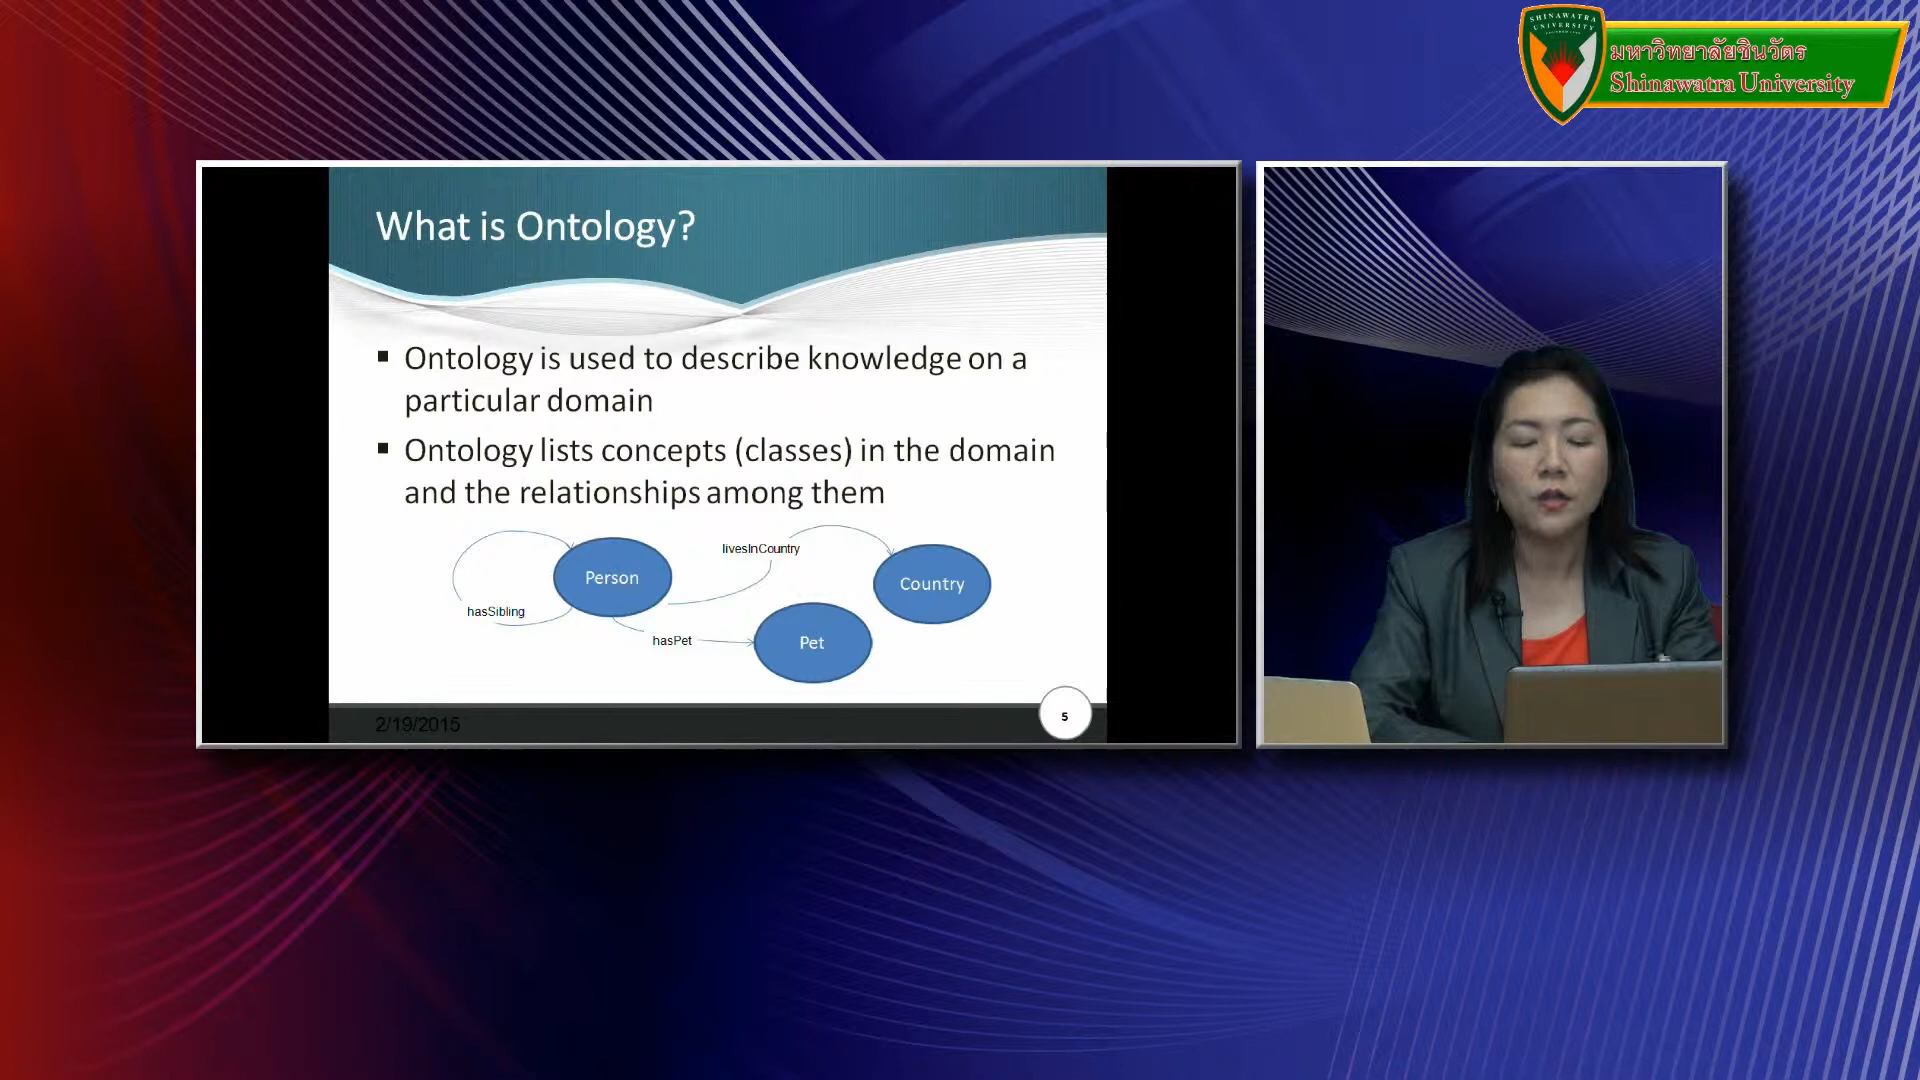 SHINAWATRA
UNIVERSITY
มหาวิทยาลัยชินวัตร
Shinawatra University
What is Ontology?
▪ Ontology is used to describe knowledge on a
particular domain
▪ Ontology lists concepts (classes) in the domain
and the relationships among them
livesInCountry
Person
Country
hasSibling
hasPet
Pet
2/19/2015
5